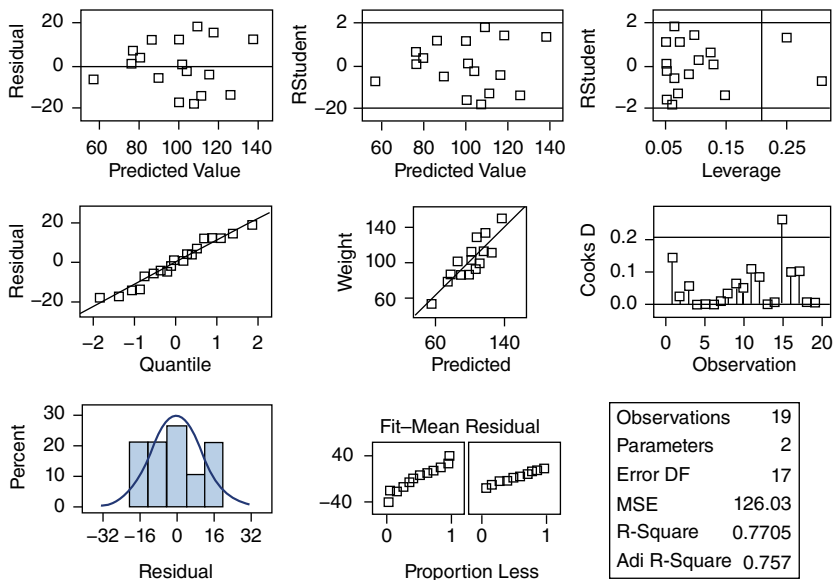 Residual
20
0
−20
60 80 100 120 140
Predicted Value
RStudent
2
0
−20
60 80 100 120 140
Predicted Value
RStudent
2
0
−2
0.05 0.15 0.25
Leverage
Residual
20
0
−20
−2 −1 0 1 2
Quantile
Weight
140
100
60
60 140
Predicted
Cooks D
0.2
0.1
0.0
0 5 10 15 20
Observation
Percent
30
20
10
0
−32 −16 0 16 32
Residual
Fit–Mean Residual
40
−40
0 1 0 1
Proportion Less
Observations 19
Parameters 2
Error DF 17
MSE 126.03
R-Square 0.7705
Adi R-Square 0.757